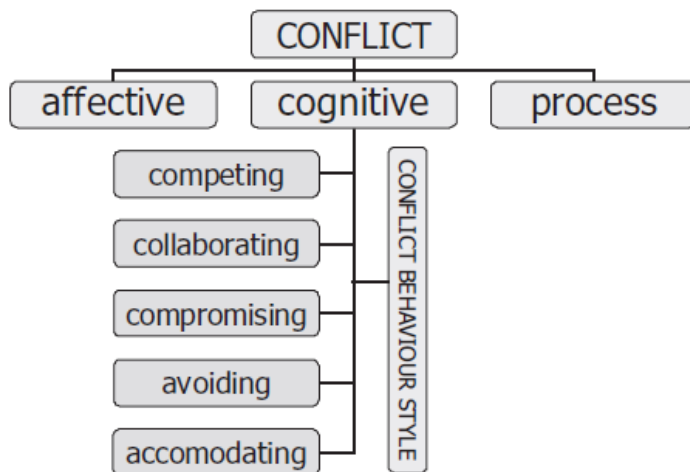 CONFLICT
affective
cognitive
process
competing
collaborating
compromising
avoiding
accomodating
CONFLICT BEHAVIOUR STYLE